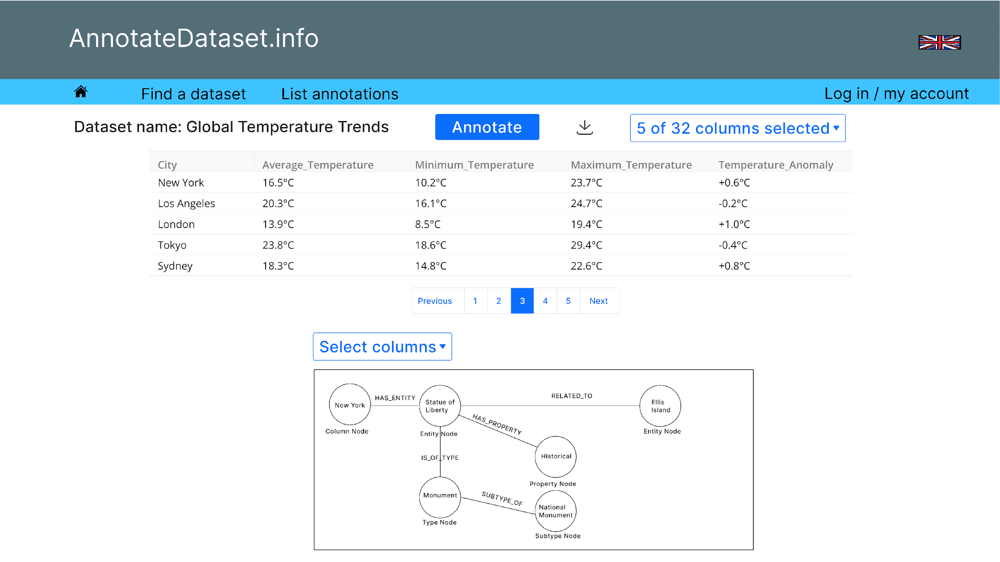 AnnotateDataset.info
Find a dataset List annotations Log in / my account
Dataset name: Global Temperature Trends Annotate 5 of 32 columns selected
City Average_Temperature Minimum_Temperature Maximum_Temperature Temperature_Anomaly
New York 16.5°C 10.2°C 23.7°C +0.6°C
Los Angeles 20.3°C 16.1°C 24.7°C -0.2°C
London 13.9°C 8.5°C 19.4°C +1.0°C
Tokyo 23.8°C 18.6°C 29.4°C -0.4°C
Sydney 18.3°C 14.8°C 22.6°C +0.8°C
Previous 1 2 3 4 5 Next
Select columns
New York
Column Node
HAS_ENTITY
Statue of
Liberty
Entity Node
RELATED_TO
Ellis
Island
Entity Node
HAS_PROPERTY
Historical
Property Node
IS_OF_TYPE
Monument
Type Node
SUBTYPE_OF
National
Monument
Subtype Node